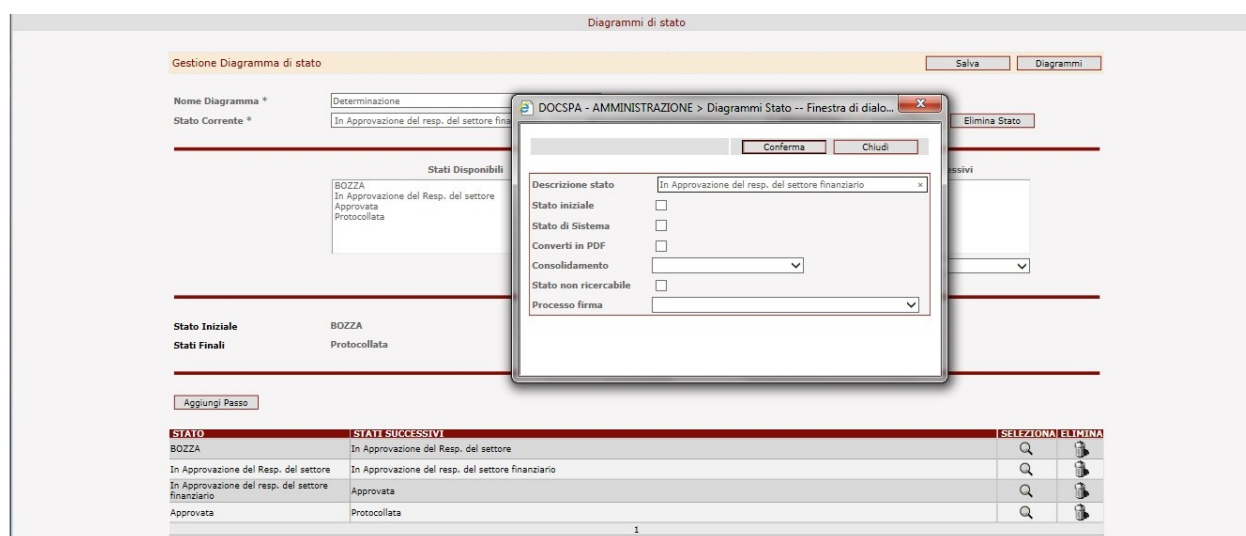 Diagrammi di stato
Gestione Diagramma di stato
Salva
Diagrammi
Nome Diagramma *
Determinazione
Stato Corrente *
In Approvazione del resp. del settore fina
Elimina Stato
DOCSPA - AMMINISTRAZIONE > Diagrammi Stato -- Finestra di dialo...
Conferma
Chiudi
Descrizione stato
In Approvazione del resp. del settore finanziario
Stato iniziale
Stato di Sistema
Converti in PDF
Consolidamento
Stato non ricercabile
Processo firma
Stati Disponibili
essivi
BOZZA
In Approvazione del Resp. del settore
Approvata
Protocollata
Stato Iniziale
BOZZA
Stati Finali
Protocollata
Aggiungi Passo
STATO STATI SUCCESSIVI SELEZIONA ELIMINA
BOZZA In Approvazione del Resp. del settore
In Approvazione del Resp. del settore In Approvazione del resp. del settore finanziario
In Approvazione del resp. del settore
finanziario
Approvata
Approvata Protocollata
1